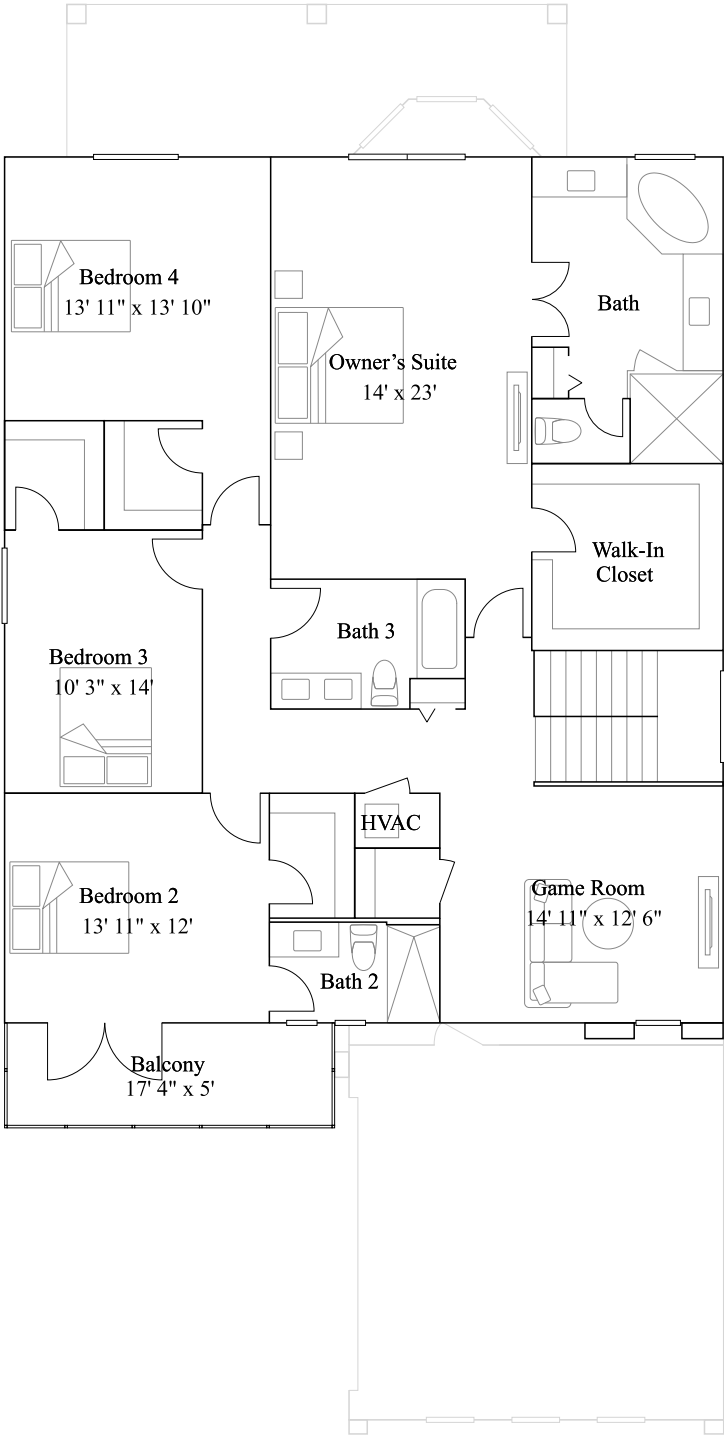 Bedroom 4
13' 11" x 13' 10"
Bath
Owner’s Suite
14' x 23'
Walk-In
Closet
Bath 3
Bedroom 3
10' 3" x 14'
HVAC
Bedroom 2
13' 11" x 12'
Game Room
14' 11" x 12' 6"
Bath 2
Balcony
17' 4" x 5'